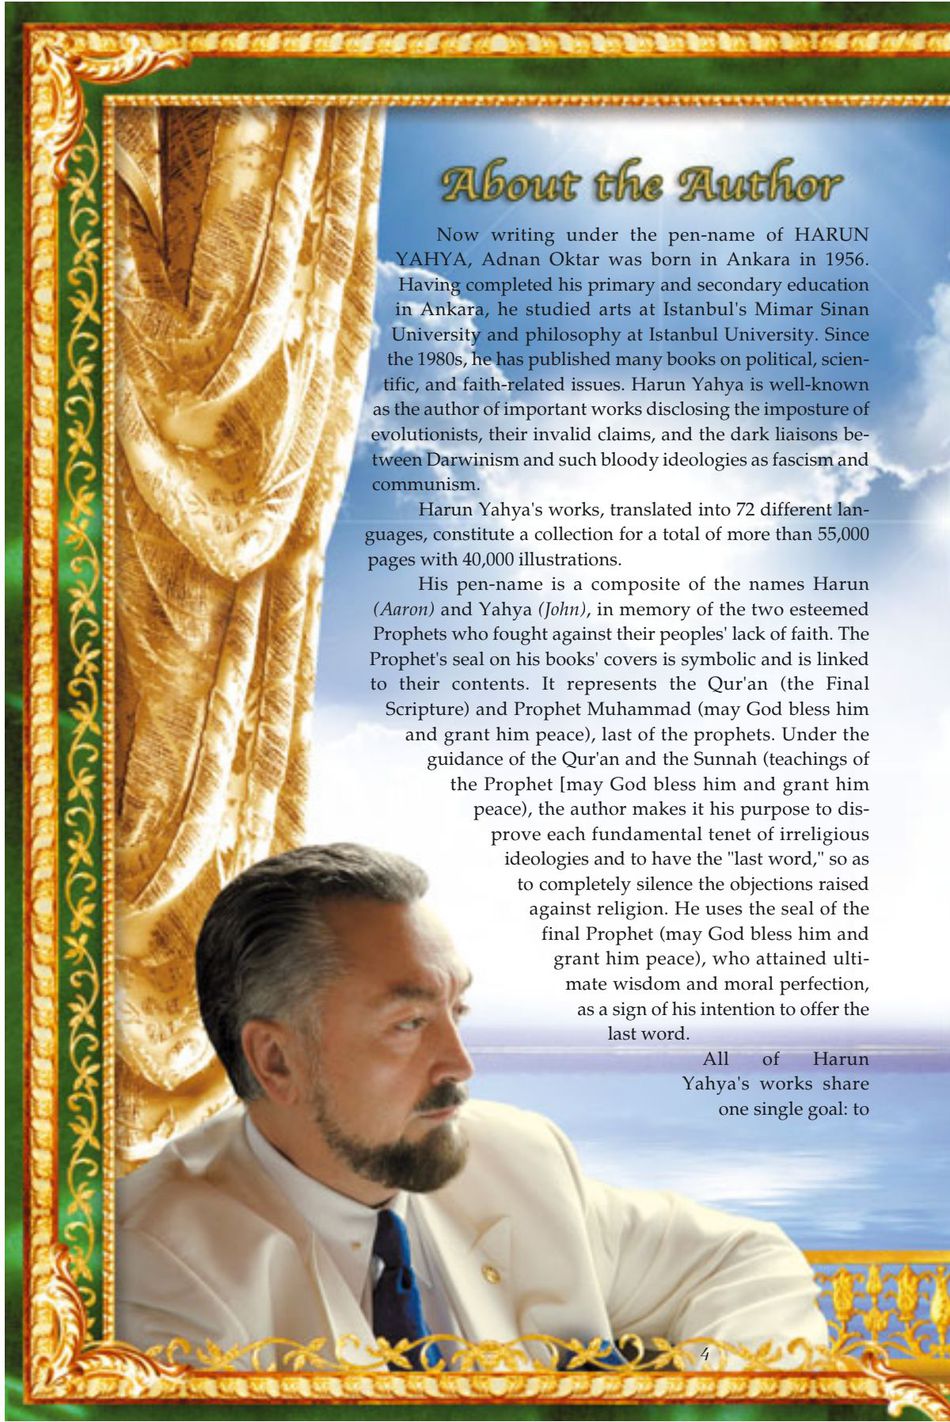 About the Author
Now writing under the pen-name of HARUN
YAHYA, Adnan Oktar was born in Ankara in 1956.
Having completed his primary and secondary education
in Ankara, he studied arts at Istanbul's Mimar Sinan
University and philosophy at Istanbul University. Since
the 1980s, he has published many books on political, scien-
tific, and faith-related issues. Harun Yahya is well-known
as the author of important works disclosing the imposture of
evolutionists, their invalid claims, and the dark liaisons be-
tween Darwinism and such bloody ideologies as fascism and
communism.
Harun Yahya's works, translated into 72 different lan-
guages, constitute a collection for a total of more than 55,000
pages with 40,000 illustrations.
His pen-name is a composite of the names Harun
(Aaron) and Yahya (John), in memory of the two esteemed
Prophets who fought against their peoples' lack of faith. The
Prophet's seal on his books' covers is symbolic and is linked
to their contents. It represents the Qur'an (the Final
Scripture) and Prophet Muhammad (may God bless him
and grant him peace), last of the prophets. Under the
guidance of the Qur'an and the Sunnah (teachings of
the Prophet [may God bless him and grant him
peace), the author makes it his purpose to dis-
prove each fundamental tenet of irreligious
ideologies and to have the "last word," so as
to completely silence the objections raised
against religion. He uses the seal of the
final Prophet (may God bless him and
grant him peace), who attained ulti-
mate wisdom and moral perfection,
as a sign of his intention to offer the
last word.
All of Harun
Yahya's works share
one single goal: to
4